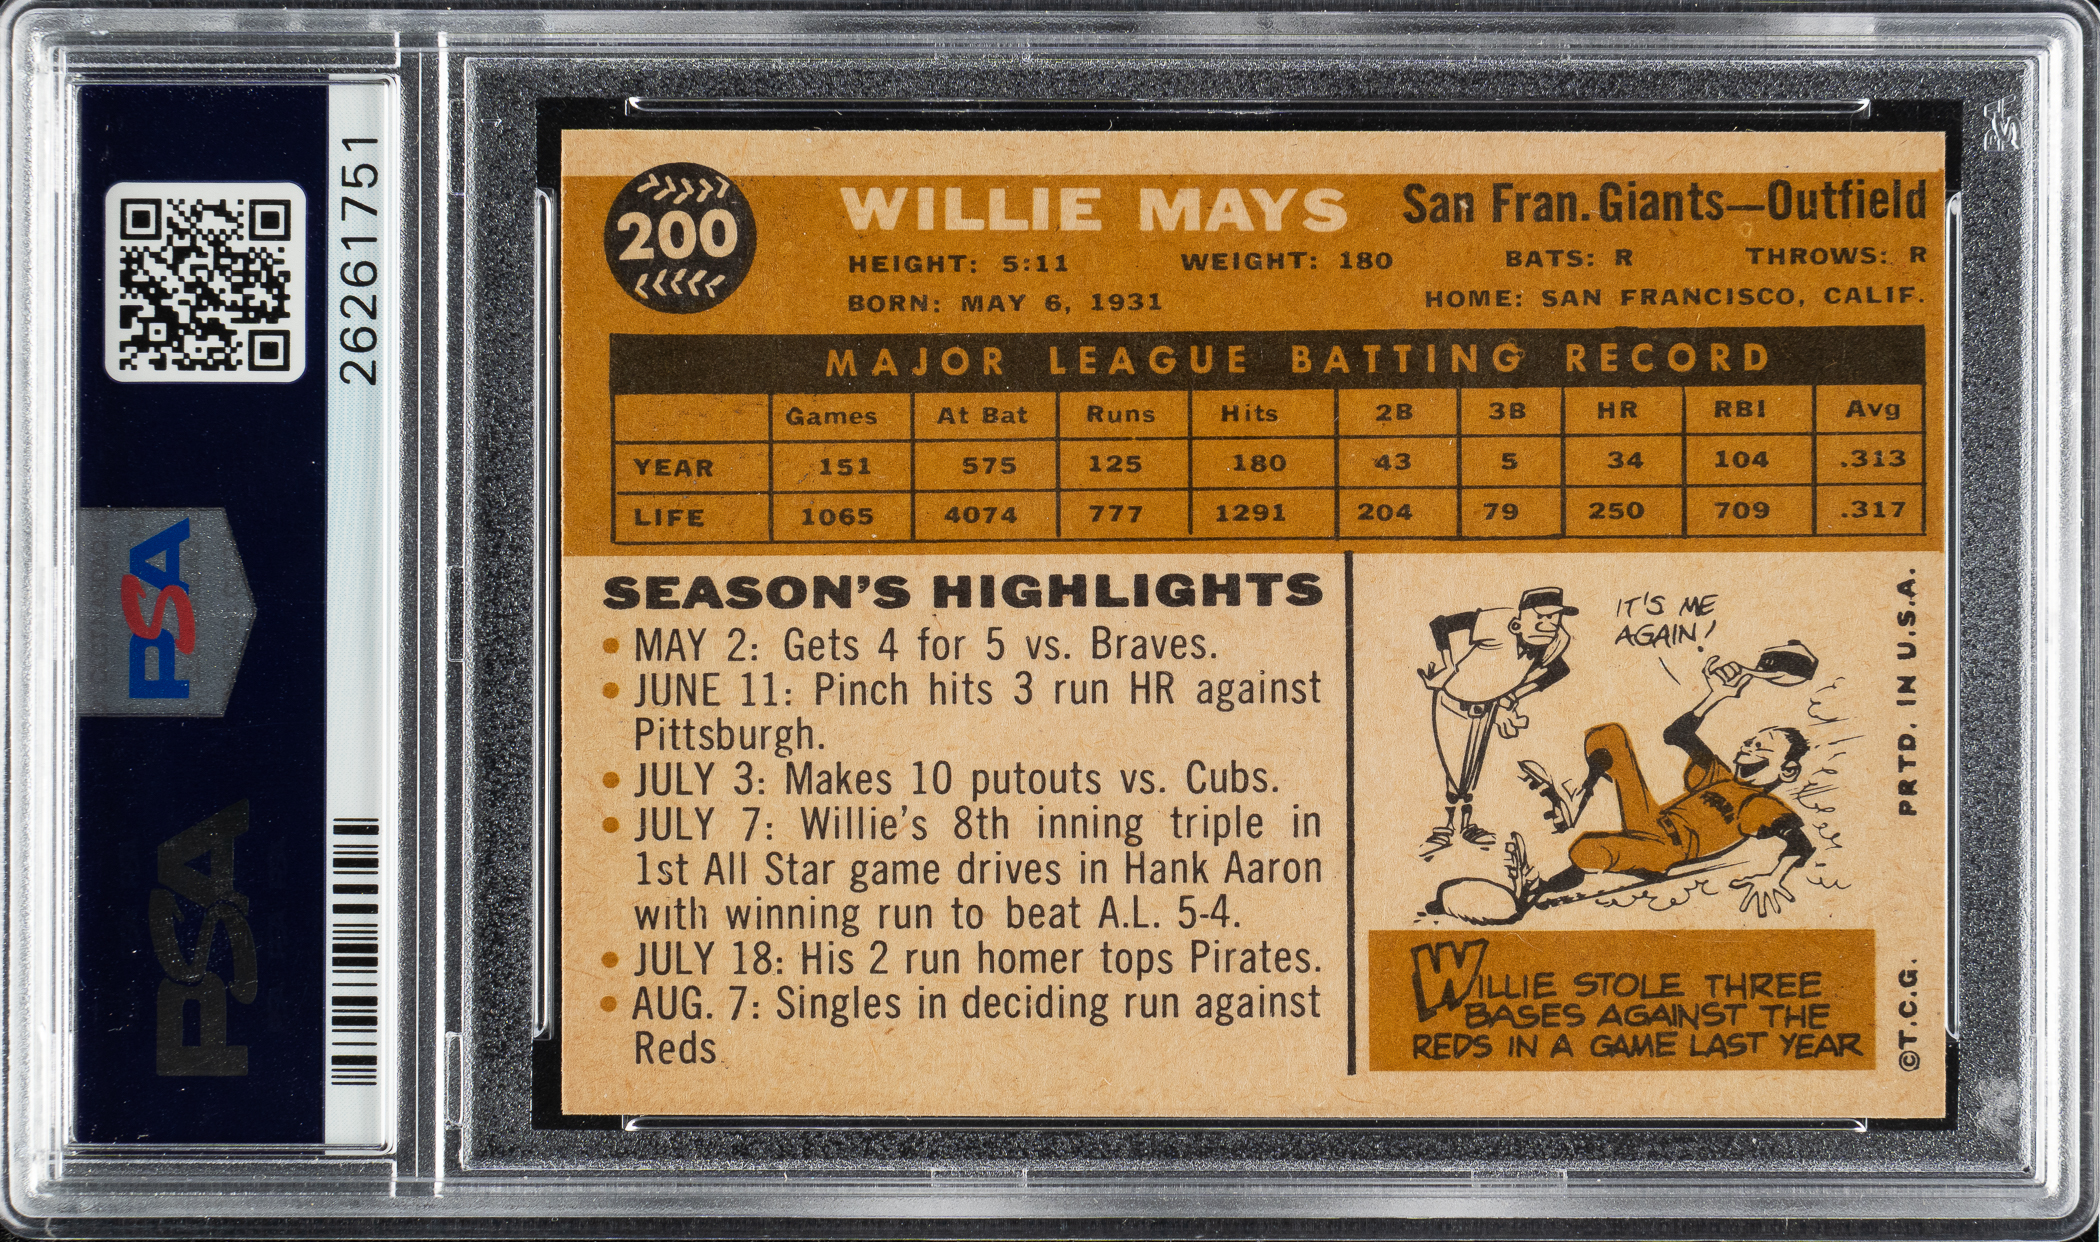 26261751
PSA
PSA
200
WILLIE MAYS
San Fran. Giants—Outfield
HEIGHT: 5:11 WEIGHT: 180 BATS: R THROWS: R
BORN: MAY 6, 1931 HOME: SAN FRANCISCO, CALIF.
MAJOR LEAGUE BATTING RECORD
Games At Bat Runs Hits 2B 3B HR RBI Avg
YEAR 151 575 125 180 43 5 34 104 .313
LIFE 1065 4074 777 1291 204 79 250 709 .317
SEASON'S HIGHLIGHTS
• MAY 2: Gets 4 for 5 vs. Braves.
• JUNE 11: Pinch hits 3 run HR against
Pittsburgh.
• JULY 3: Makes 10 putouts vs. Cubs.
• JULY 7: Willie's 8th inning triple in
1st All Star game drives in Hank Aaron
with winning run to beat A.L. 5-4.
• JULY 18: His 2 run homer tops Pirates.
• AUG. 7: Singles in deciding run against
Reds
IT'S ME
AGAIN!
WILLIE STOLE THREE
BASES AGAINST THE
REDS IN A GAME LAST YEAR
©T.C.G. PRTD. IN U.S.A.
PSA